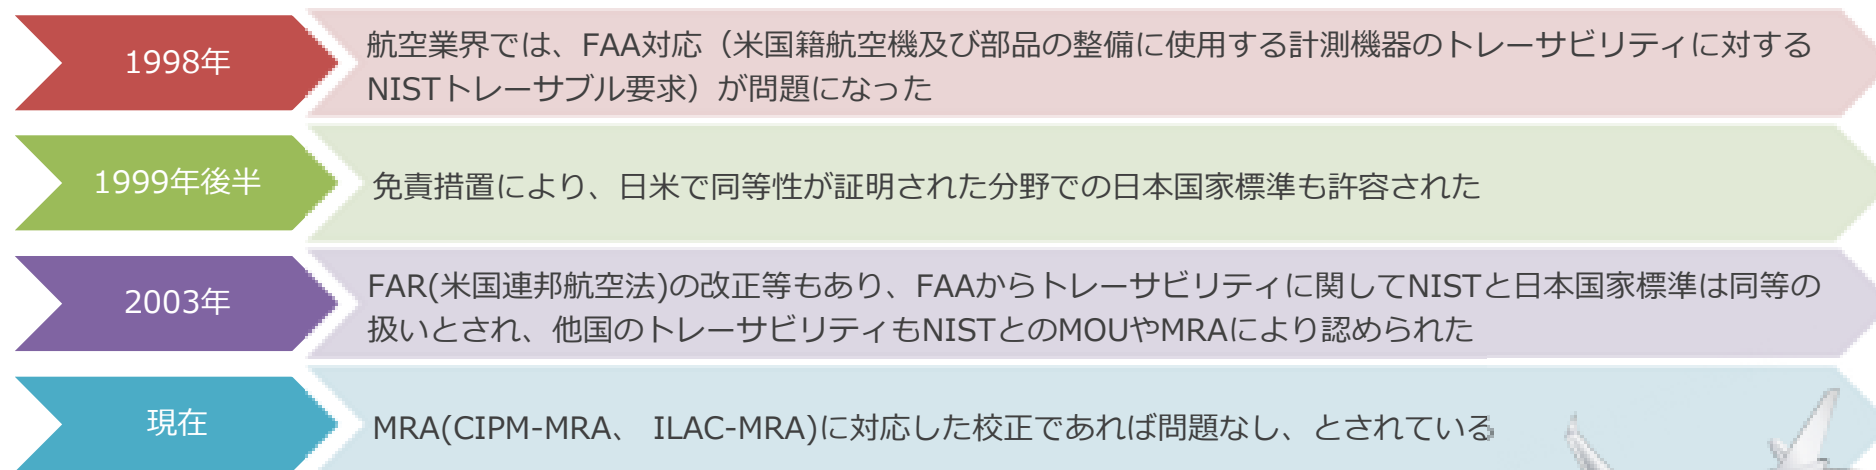 1998年
航空業界では、FAA対応（米国籍航空機及び部品の整備に使用する計測機器のトレーサビリティに対する
NISTトレーサブル要求）が問題になった
1999年後半
免責措置により、日米で同等性が証明された分野での日本国家標準も許容された
2003年
FAR(米国連邦航空法)の改正等もあり、FAAからトレーサビリティに関してNISTと日本国家標準は同等の
扱いとされ、他国のトレーサビリティもNISTとのMOUやMRAにより認められた
現在
MRA(CIPM-MRA、 ILAC-MRA)に対応した校正であれば問題なし、とされている